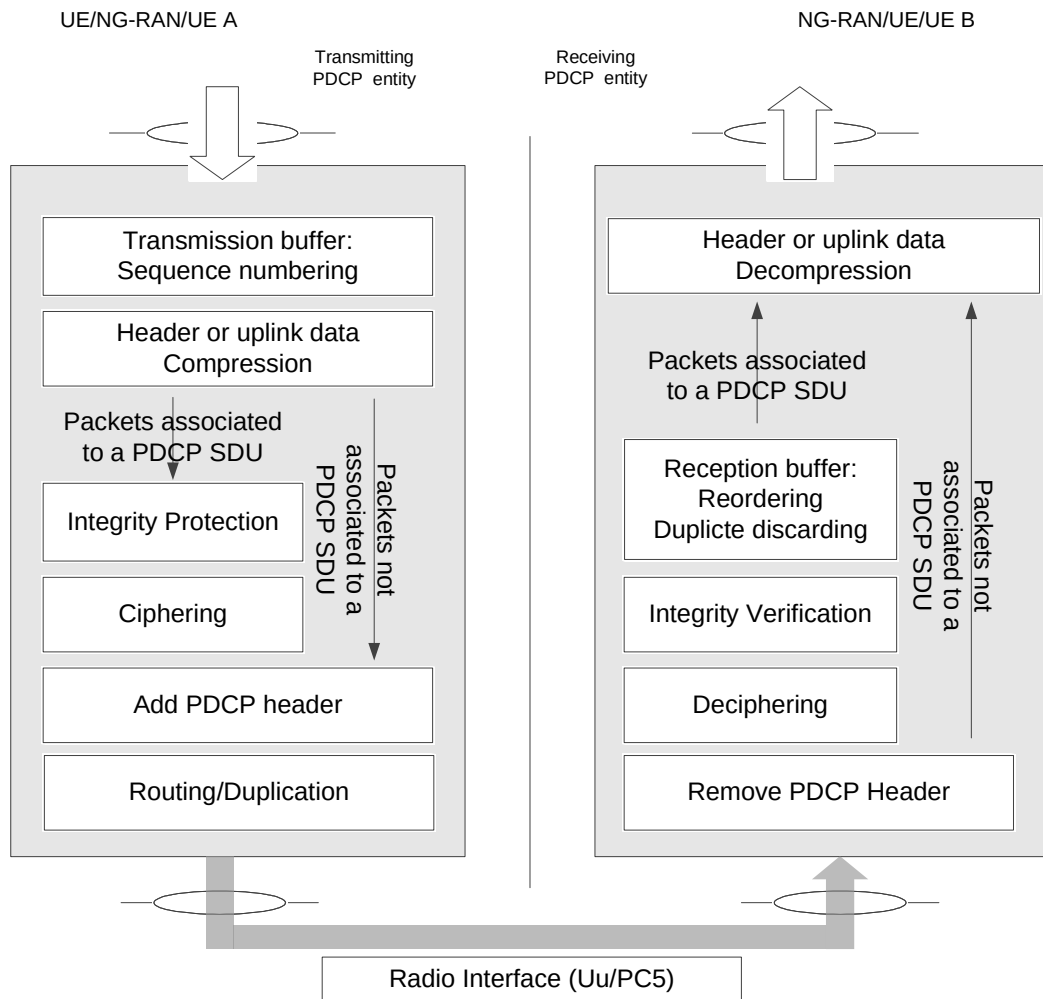 UE/NG-RAN/UE A
NG-RAN/UE/UE B
Transmitting
PDCP entity
Receiving
PDCP entity
Transmission buffer:
Sequence numbering
Header or uplink data
Compression
Packets associated
to a PDCP SDU
Packets not
associated to a
PDCP SDU
Integrity Protection
Ciphering
Add PDCP header
Routing/Duplication
Header or uplink data
Decompression
Packets associated
to a PDCP SDU
Reception buffer:
Reordering
Duplicte discarding
Packets not
associated to a
PDCP SDU
Integrity Verification
Deciphering
Remove PDCP Header
Radio Interface (Uu/PC5)